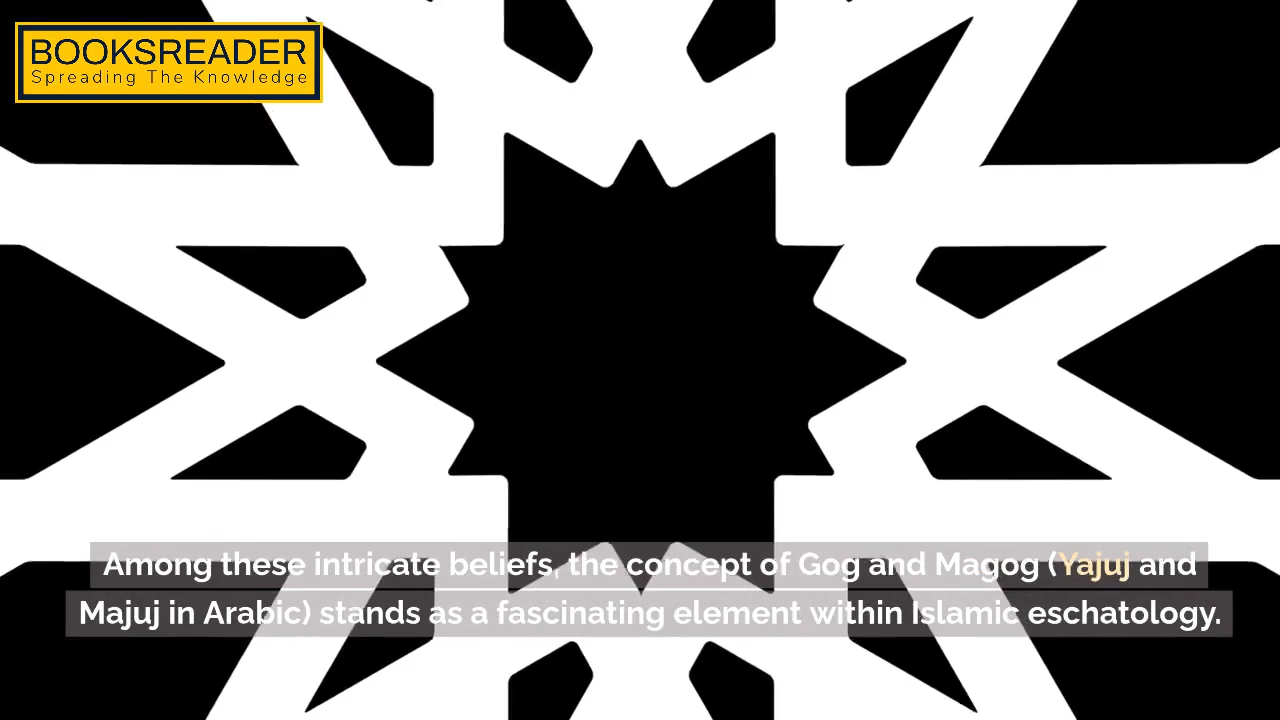 BOOKSREADER
Spreading The Knowledge
Among these intricate beliefs, the concept of Gog and Magog (Yajuj and
Majuj in Arabic) stands as a fascinating element within Islamic eschatology.